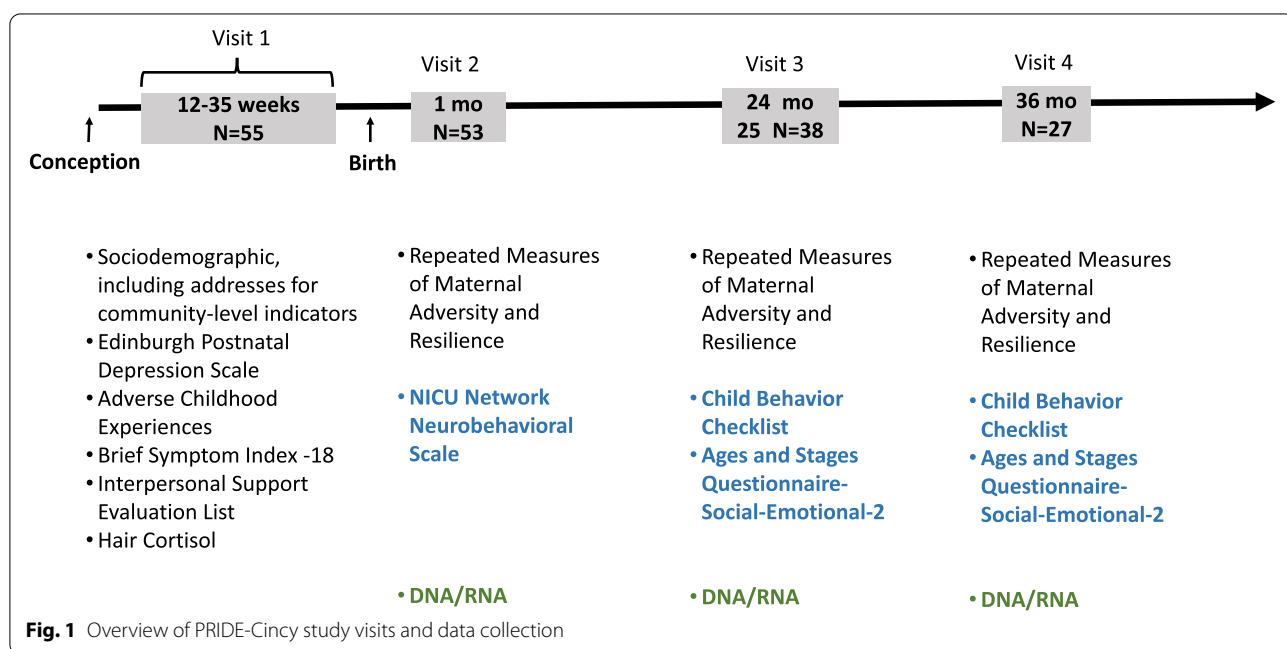 Visit 1
Visit 2
Visit 3
Visit 4
12-35 weeks
N=55
1 mo
N=53
24 mo
25 N=38
36 mo
N=27
Conception
Birth
• Sociodemographic,
including addresses for
community-level indicators
• Edinburgh Postnatal
Depression Scale
• Adverse Childhood
Experiences
• Brief Symptom Index -18
• Interpersonal Support
Evaluation List
• Hair Cortisol
• Repeated Measures
of Maternal
Adversity and
Resilience
• NICU Network
Neurobehavioral
Scale
• DNA/RNA
• Repeated Measures
of Maternal
Adversity and
Resilience
• Child Behavior
Checklist
• Ages and Stages
Questionnaire-
Social-Emotional-2
• DNA/RNA
• Repeated Measures
of Maternal
Adversity and
Resilience
• Child Behavior
Checklist
• Ages and Stages
Questionnaire-
Social-Emotional-2
• DNA/RNA
Fig. 1 Overview of PRIDE-Cincy study visits and data collection